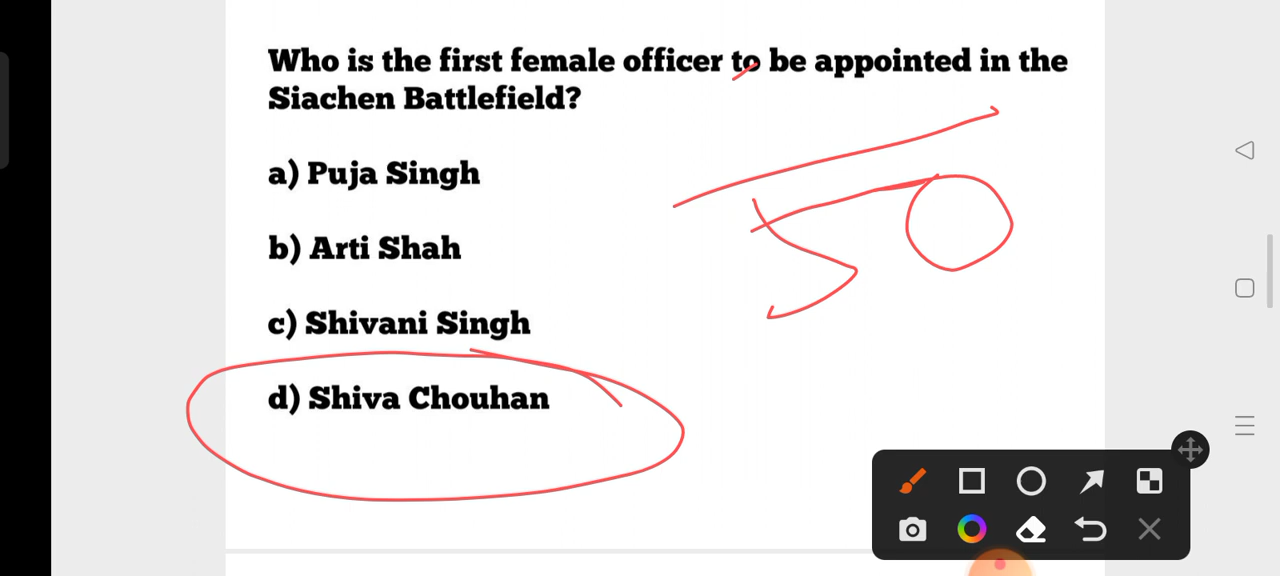 Who is the first female officer to be appointed in the
Siachen Battlefield?
a) Puja Singh
b) Arti Shah
c) Shivani Singh
d) Shiva Chouhan
50